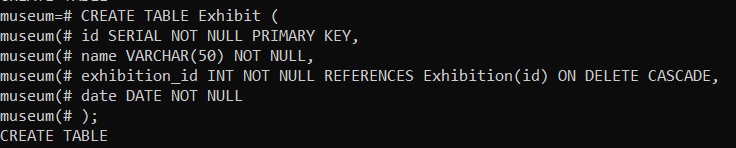 museum=# CREATE TABLE Exhibit (
museum(# id SERIAL NOT NULL PRIMARY KEY,
museum(# name VARCHAR(50) NOT NULL,
museum(# exhibition_id INT NOT NULL REFERENCES Exhibition(id) ON DELETE CASCADE,
museum(# date DATE NOT NULL
museum(# );
CREATE TABLE